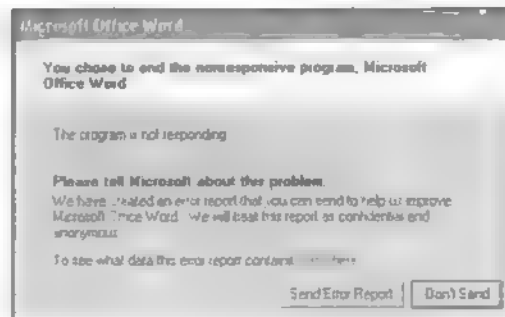 Microsoft Office Word
You chose to end the nonresponsive program, Microsoft
Office Word
The program is not responding
Please tell Microsoft about this problem.
We have created an error report that you can send to help us improve
Microsoft Office Word. We will treat this report as confidential and
anonymous
To see what data this error report contains
Send Error Report
Don't Send